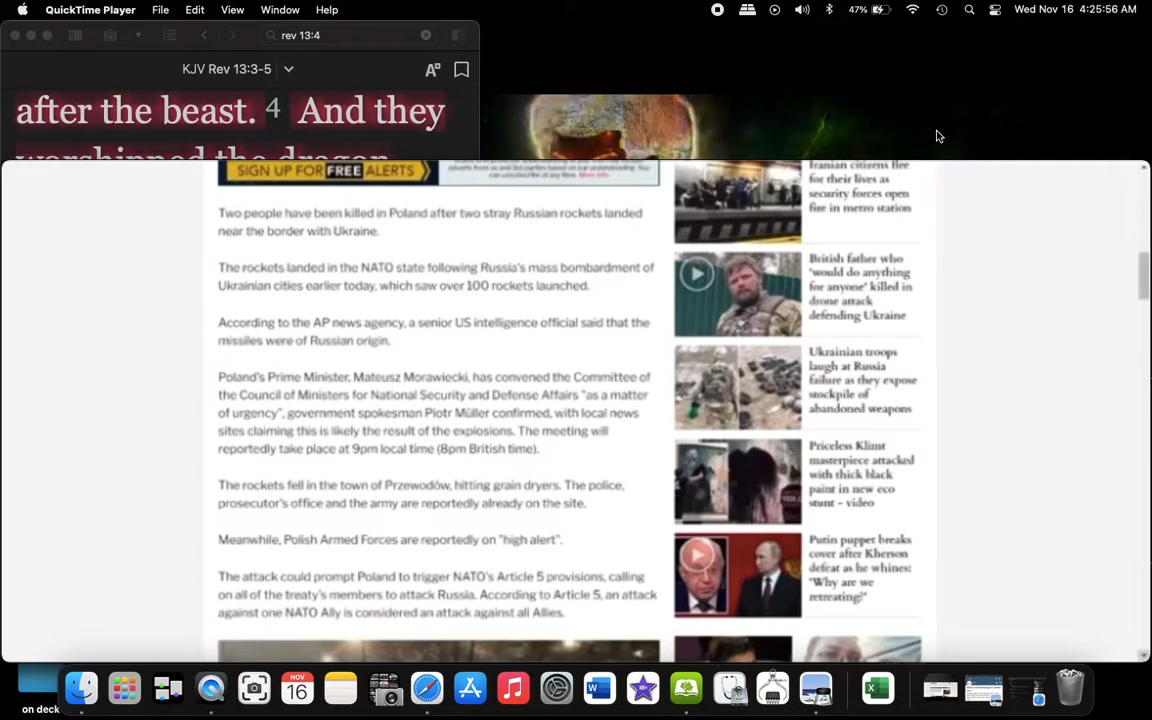 QuickTime Player File Edit View Window Help 47% Wed Nov 16 4:25:56 AM
rev 13:4
KJV Rev 13:3-5
after the beast. 4 And they
worshipped the dragon
SIGN UP FOR FREE ALERTS
Two people have been killed in Poland after two stray Russian rockets landed
near the border with Ukraine.
The rockets landed in the NATO state following Russia's mass bombardment of
Ukrainian cities earlier today, which saw over 100 rockets launched.
According to the AP news agency, a senior US intelligence official said that the
missiles were of Russian origin.
Poland's Prime Minister, Mateusz Morawiecki, has convened the Committee of
the Council of Ministers for National Security and Defense Affairs "as a matter
of urgency", government spokesman Piotr Müller confirmed, with local news
sites claiming this is likely the result of the explosions. The meeting will
reportedly take place at 9pm local time (8pm British time).
The rockets fell in the town of Przewodów, hitting grain dryers. The police,
prosecutor's office and the army are reportedly already on the site.
Meanwhile, Polish Armed Forces are reportedly on "high alert".
The attack could prompt Poland to trigger NATO's Article 5 provisions, calling
on all of the treaty's members to attack Russia. According to Article 5, an attack
against one NATO Ally is considered an attack against all Allies.
Iranian citizens flee
for their lives as
security forces open
fire in metro station
British father who
'would do anything
for anyone' killed in
drone attack
defending Ukraine
Ukrainian troops
laugh at Russia
failure as they expose
stockpile of
abandoned weapons
Priceless Klimt
masterpiece attacked
with thick black
paint in new eco
stunt – video
Putin puppet breaks
cover after Kherson
defeat as he whines:
'Why are we
retreating?'
NOV
16
on deck